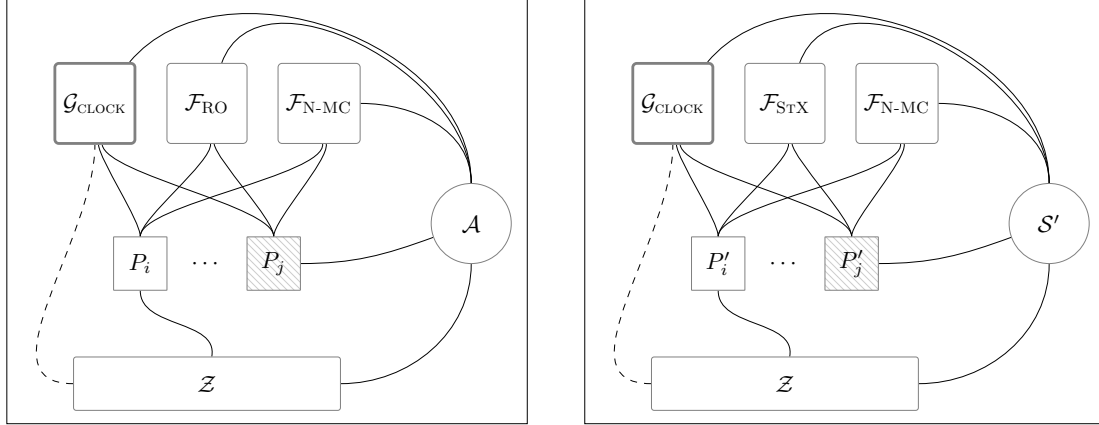 𝒢CLOCK ℱRO ℱN-MC
𝒜
Pᵢ ⋯ Pⱼ
𝒵
𝒢CLOCK ℱSTX ℱN-MC
𝒮′
P′ᵢ ⋯ P′ⱼ
𝒵